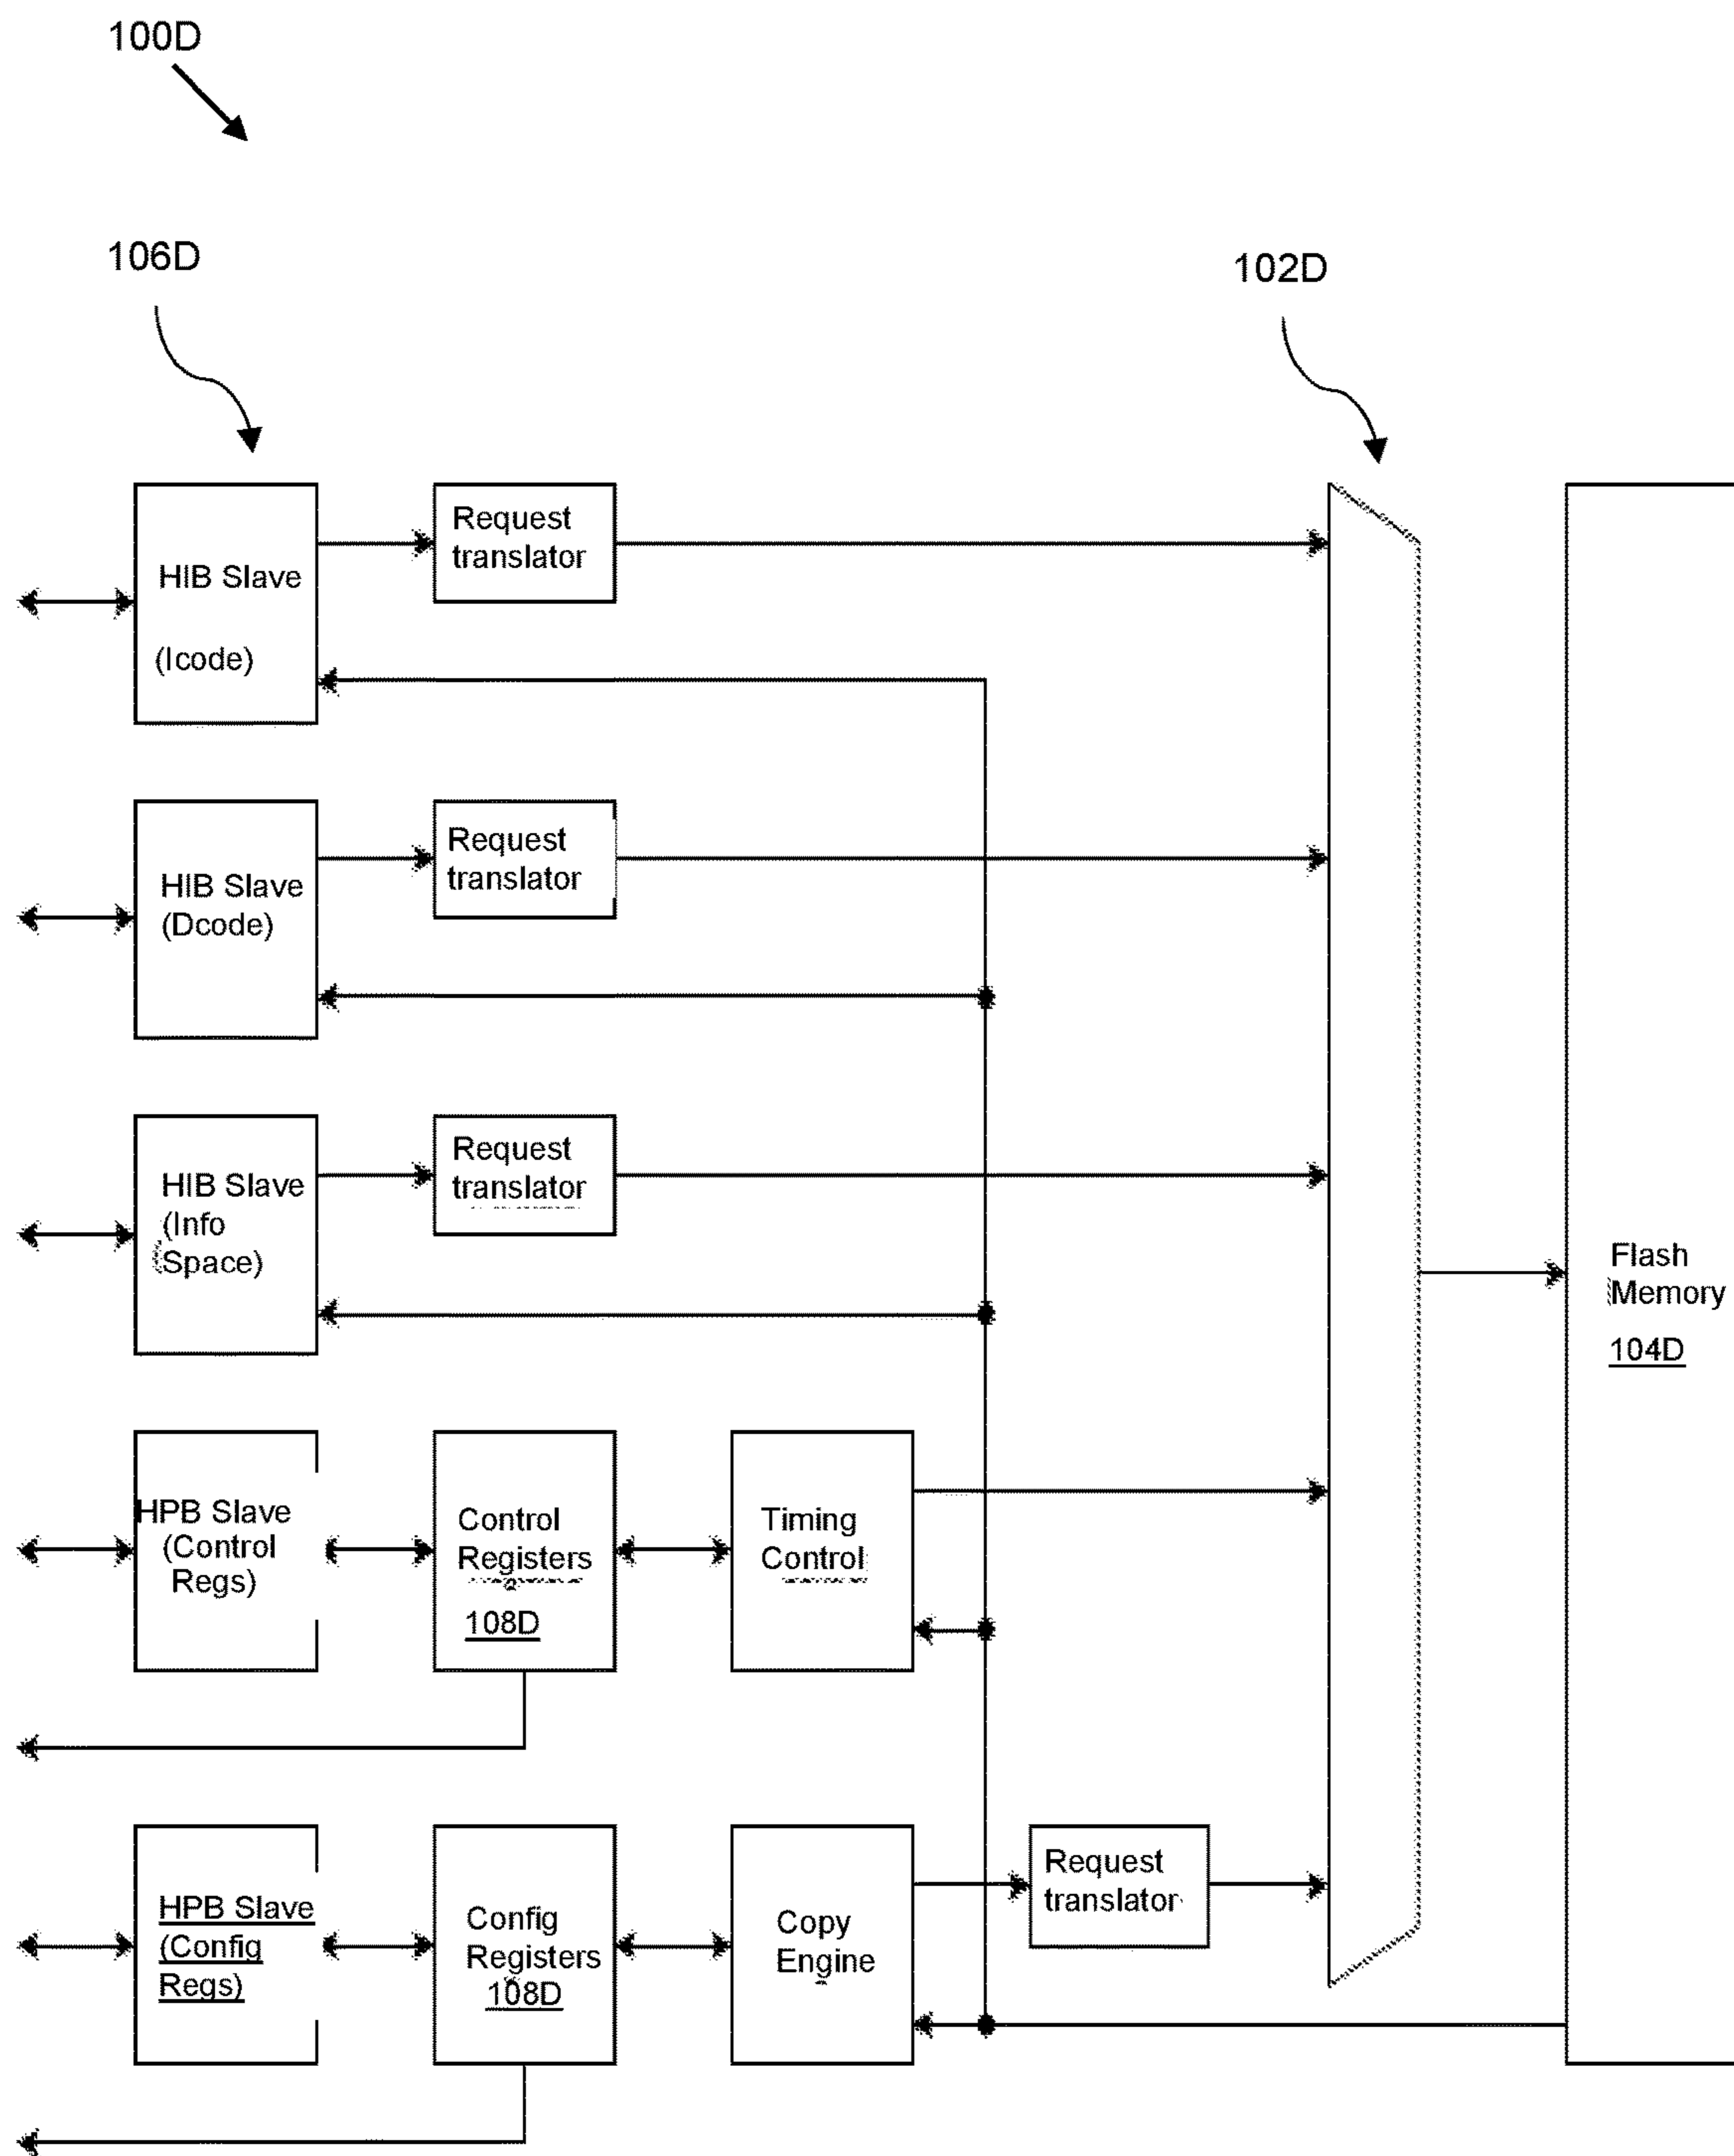 100D
106D
102D
HIB Slave
(Icode)
Request
translator
HIB Slave
(Dcode)
Request
translator
HIB Slave
(Info
Space)
Request
translator
Flash
Memory
104D
HPB Slave
(Control
Regs)
Control
Registers
108D
Timing
Control
HPB Slave
(Config
Regs)
Config
Registers
108D
Copy
Engine
Request
translator